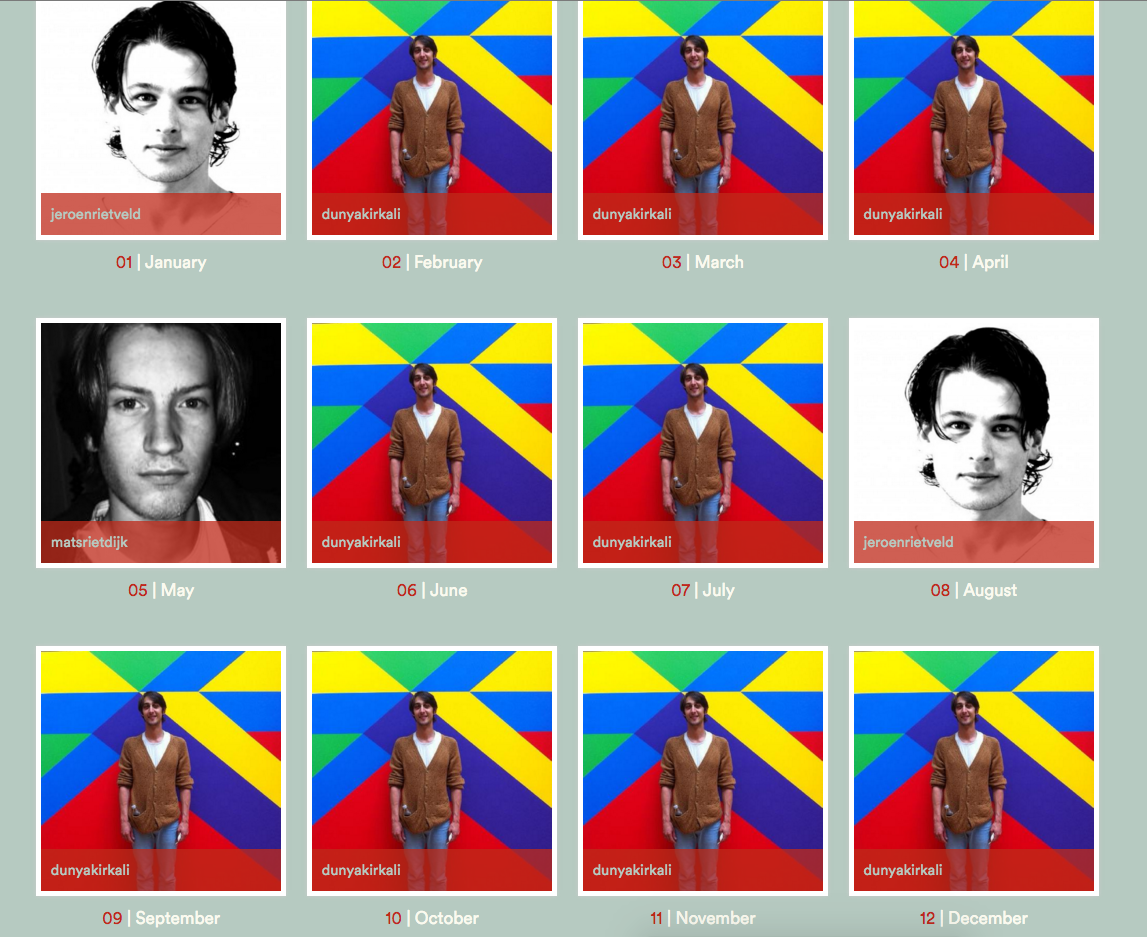 jeroenrietveld
dunyakirkali
dunyakirkali
dunyakirkali
01 | January
02 | February
03 | March
04 | April
matsrietdijk
dunyakirkali
dunyakirkali
jeroenrietveld
05 | May
06 | June
07 | July
08 | August
dunyakirkali
dunyakirkali
dunyakirkali
dunyakirkali
09 | September
10 | October
11 | November
12 | December